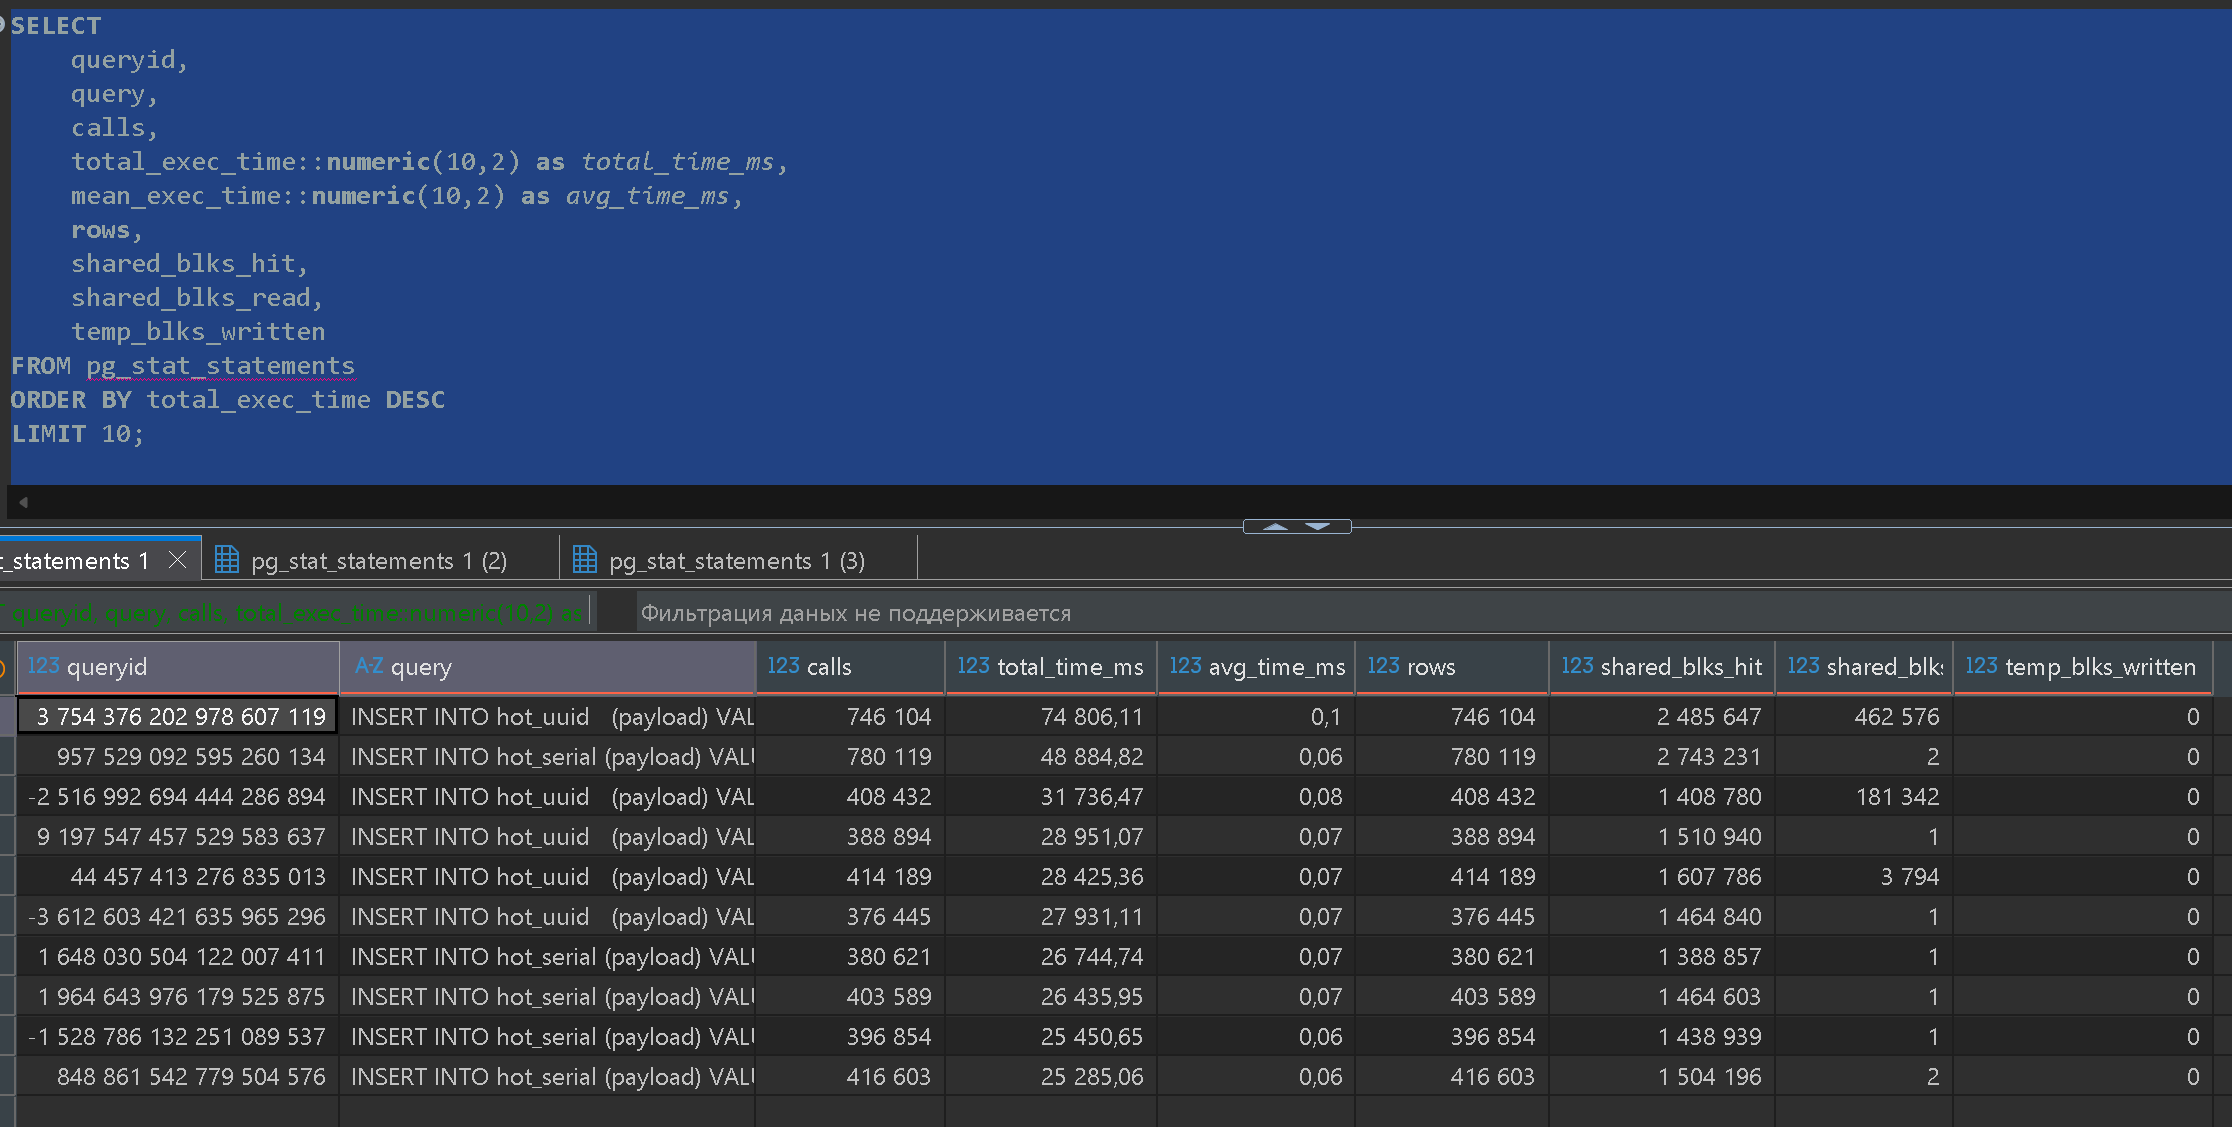 SELECT
queryid,
query,
calls,
total_exec_time::numeric(10,2) as total_time_ms,
mean_exec_time::numeric(10,2) as avg_time_ms,
rows,
shared_blks_hit,
shared_blks_read,
temp_blks_written
FROM pg_stat_statements
ORDER BY total_exec_time DESC
LIMIT 10;
t_statements 1 pg_stat_statements 1 (2) pg_stat_statements 1 (3)
T queryid, query, calls, total_exec_time::numeric(10,2) as Фильтрация даных не поддерживается
123 queryid A-Z query 123 calls 123 total_time_ms 123 avg_time_ms 123 rows 123 shared_blks_hit 123 shared_blk 123 temp_blks_written
3 754 376 202 978 607 119 INSERT INTO hot_uuid (payload) VAL 746 104 74 806,11 0,1 746 104 2 485 647 462 576 0
957 529 092 595 260 134 INSERT INTO hot_serial (payload) VALU 780 119 48 884,82 0,06 780 119 2 743 231 2 0
-2 516 992 694 444 286 894 INSERT INTO hot_uuid (payload) VAL 408 432 31 736,47 0,08 408 432 1 408 780 181 342 0
9 197 547 457 529 583 637 INSERT INTO hot_uuid (payload) VAL 388 894 28 951,07 0,07 388 894 1 510 940 1 0
44 457 413 276 835 013 INSERT INTO hot_uuid (payload) VAL 414 189 28 425,36 0,07 414 189 1 607 786 3 794 0
-3 612 603 421 635 965 296 INSERT INTO hot_uuid (payload) VAL 376 445 27 931,11 0,07 376 445 1 464 840 1 0
1 648 030 504 122 007 411 INSERT INTO hot_serial (payload) VALU 380 621 26 744,74 0,07 380 621 1 388 857 1 0
1 964 643 976 179 525 875 INSERT INTO hot_serial (payload) VALU 403 589 26 435,95 0,07 403 589 1 464 603 1 0
-1 528 786 132 251 089 537 INSERT INTO hot_serial (payload) VALU 396 854 25 450,65 0,06 396 854 1 438 939 1 0
848 861 542 779 504 576 INSERT INTO hot_serial (payload) VALU 416 603 25 285,06 0,06 416 603 1 504 196 2 0